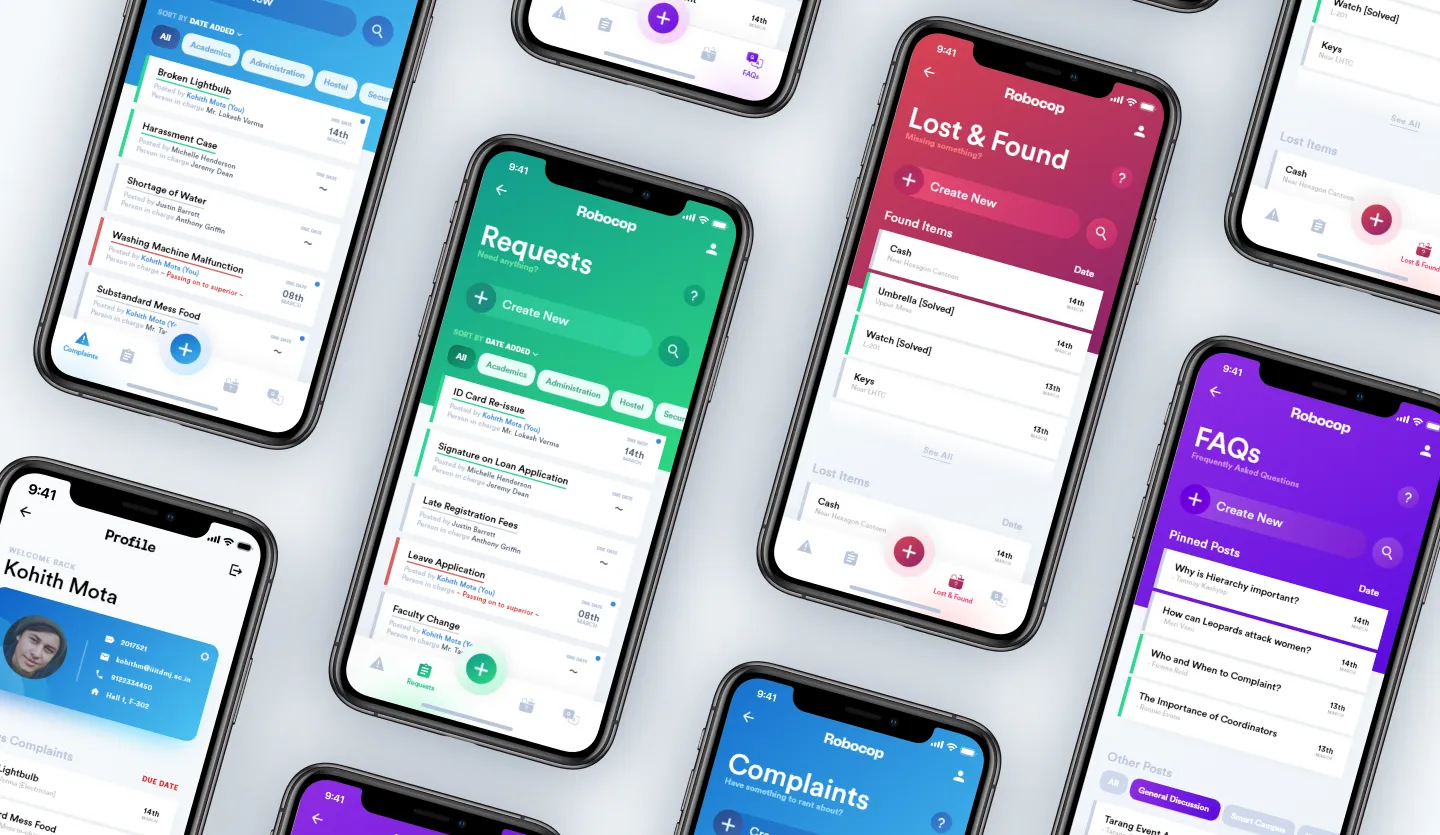 SORT BY DATE ADDED
All
Academics
Administration
Hostel
Secur
Broken Lightbulb
Posted by Kohith Mota (You)
Person in charge Mr. Lokesh Verma
DUE DATE
14th
MARCH
Harassment Case
Posted by Michelle Henderson
Person in charge Jeremy Dean
DUE DATE
~
Shortage of Water
Posted by Justin Barrett
Person in charge Anthony Griffin
DUE DATE
~
Washing Machine Malfunction
Posted by Kohith Mota (You)
Person in charge ~ Passing on to superior ~
DUE DATE
08th
MARCH
Substandard Mess Food
Posted by Kohith Mota (Y
Person in charge Mr. Ta
DUE DATE
~
Complaints
14th
MARCH
FAQs
9:41
Robocop
Requests
Need anything?
?
Create New
SORT BY DATE ADDED
All
Academics
Administration
Hostel
Secur
ID Card Re-issue
Posted by Kohith Mota (You)
Person in charge Mr. Lokesh Verma
DUE DATE
14th
MARCH
Signature on Loan Application
Posted by Michelle Henderson
Person in charge Jeremy Dean
DUE DATE
~
Late Registration Fees
Posted by Justin Barrett
Person in charge Anthony Griffin
DUE DATE
~
Leave Application
Posted by Kohith Mota (You)
Person in charge ~ Passing on to superior ~
DUE DATE
08th
MARCH
Faculty Change
Posted by Kohith Mota (Y
Person in charge Mr. Ta
DUE DATE
~
Requests
9:41
Robocop
Lost & Found
Missing something?
?
Create New
Found Items
Date
Cash
Near Hexagon Canteen
14th
MARCH
Umbrella [Solved]
Upper Mess
14th
MARCH
Watch [Solved]
L-201
13th
MARCH
Keys
Near LHTC
13th
MARCH
See All
Lost Items
Date
Cash
Near Hexagon Canteen
14th
MARCH
Lost & Found
Watch [Solved]
L-201
Keys
Near LHTC
See All
Lost Items
Cash
Near Hexagon Canteen
Lost & Found
9:41
Profile
WELCOME BACK
Kohith Mota
2017521
kohithm@iiitdmj.ac.in
9122334450
Hall 1, F-302
s Complaints
DUE DATE
Lightbulb
Verma [Electrician]
14th
MARCH
rd Mess Food
9:41
9:41
Robocop
Complaints
Have something to rant about?
?
Crea
9:41
Robocop
FAQs
Frequently Asked Questions
?
Create New
Pinned Posts
Date
Why is Hierarchy important?
- Tanmay Kashyap
14th
MARCH
How can Leopards attack women?
14th
MARCH
Who and When to Complaint?
- Fionna Reid
13th
MARCH
The Importance of Coordinators
- Ronnie Evans
13th
MARCH
Other Posts
All
General Discussion
Smart Campus
Tarang Event A